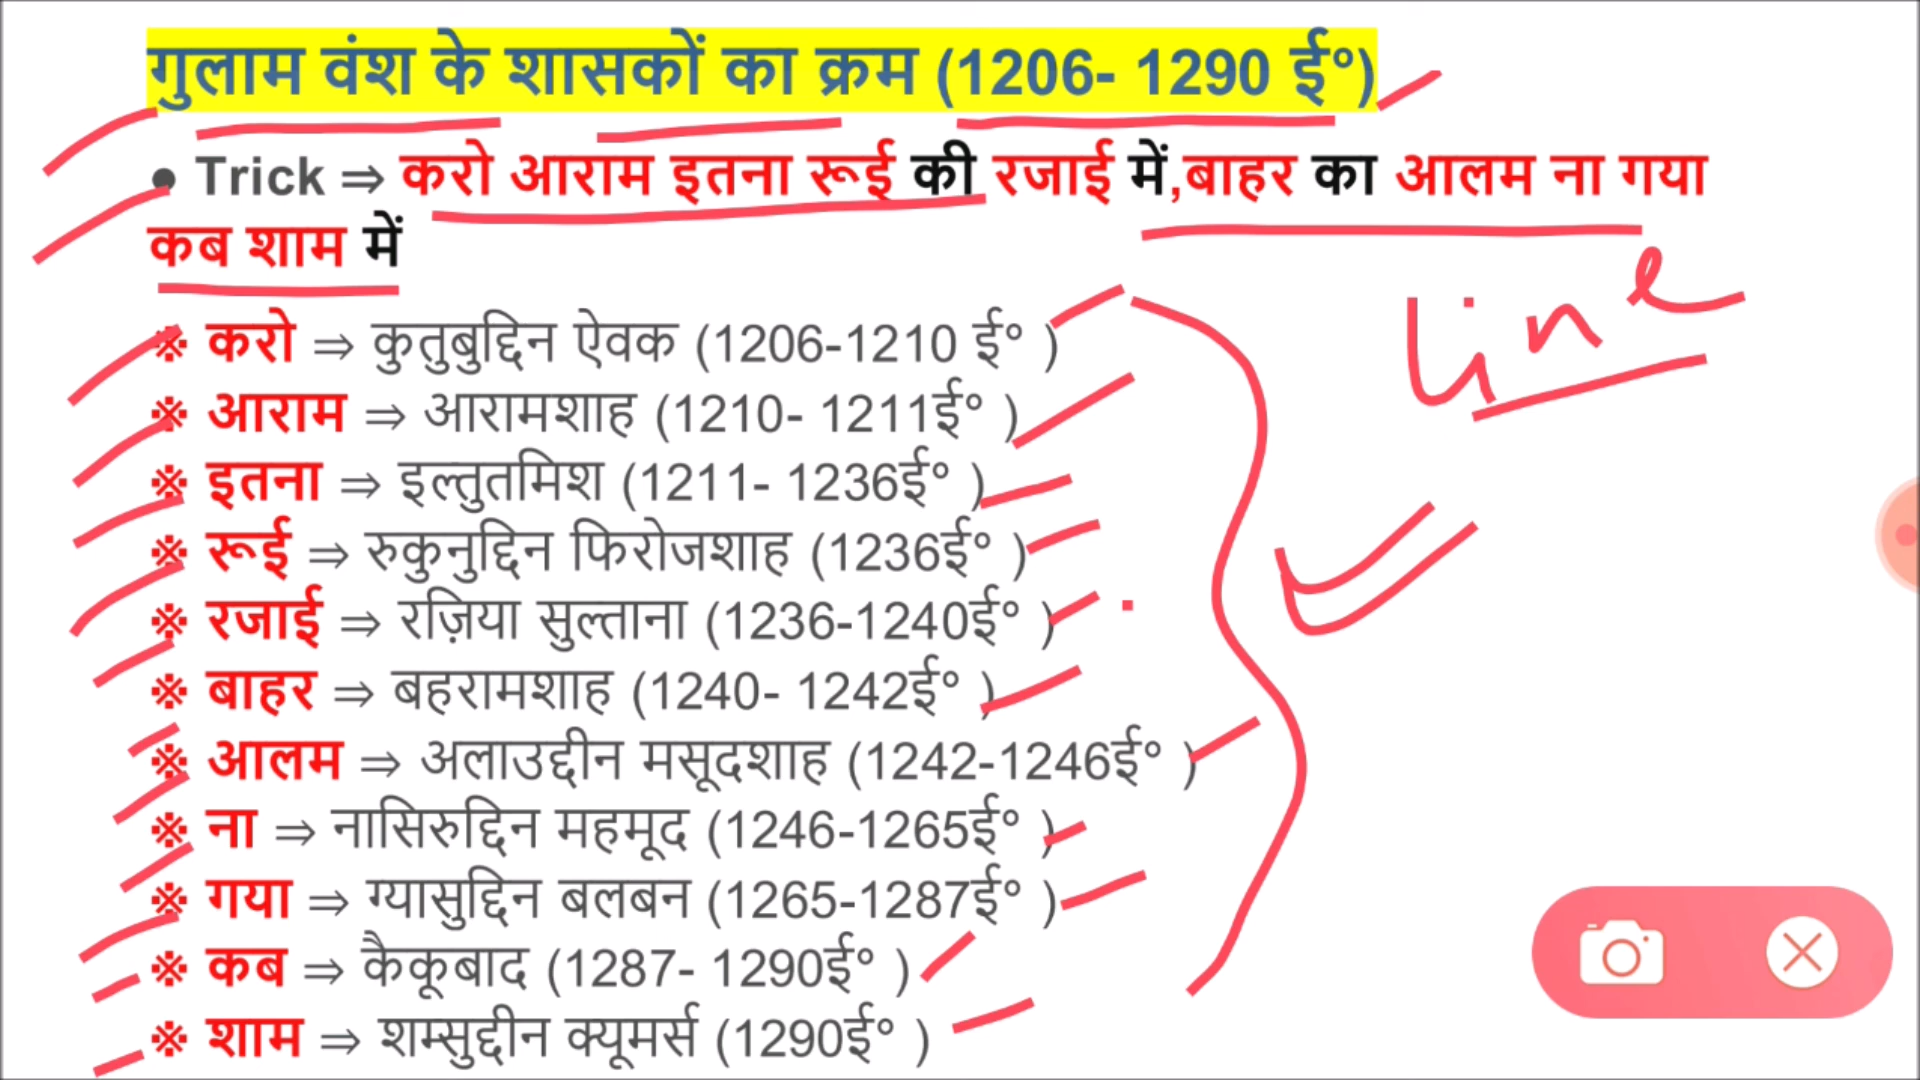 गुलाम वंश के शासकों का क्रम (1206- 1290 ई°)
● Trick ⇒ करो आराम इतना रूई की रजाई में,बाहर का आलम ना गया
कब शाम में
※ करो ⇒ कुतुबुद्दिन ऐवक (1206-1210 ई° )
※ आराम ⇒ आरामशाह (1210- 1211ई° )
※ इतना ⇒ इल्तुतमिश (1211- 1236ई° )
※ रूई ⇒ रुकुनुद्दिन फिरोजशाह (1236ई° )
※ रजाई ⇒ रज़िया सुल्ताना (1236-1240ई° )
※ बाहर ⇒ बहरामशाह (1240- 1242ई° )
※ आलम ⇒ अलाउद्दीन मसूदशाह (1242-1246ई° )
※ ना ⇒ नासिरुद्दिन महमूद (1246-1265ई° )
※ गया ⇒ ग्यासुद्दिन बलबन (1265-1287ई° )
※ कब ⇒ कैकूबाद (1287- 1290ई° )
※ शाम ⇒ शम्सुद्दीन क्यूमर्स (1290ई° )
line